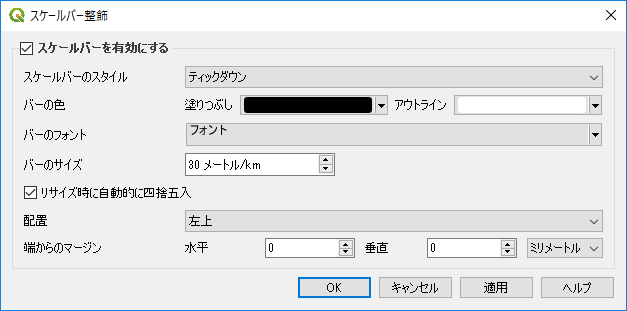 スケールバー整飾
スケールバーを有効にする
スケールバーのスタイル ティックダウン
バーの色 塗りつぶし アウトライン
バーのフォント フォント
バーのサイズ 30 メートル/km
リサイズ時に自動的に四捨五入
配置 左上
端からのマージン 水平 0 垂直 0 ミリメートル
OK キャンセル 適用 ヘルプ